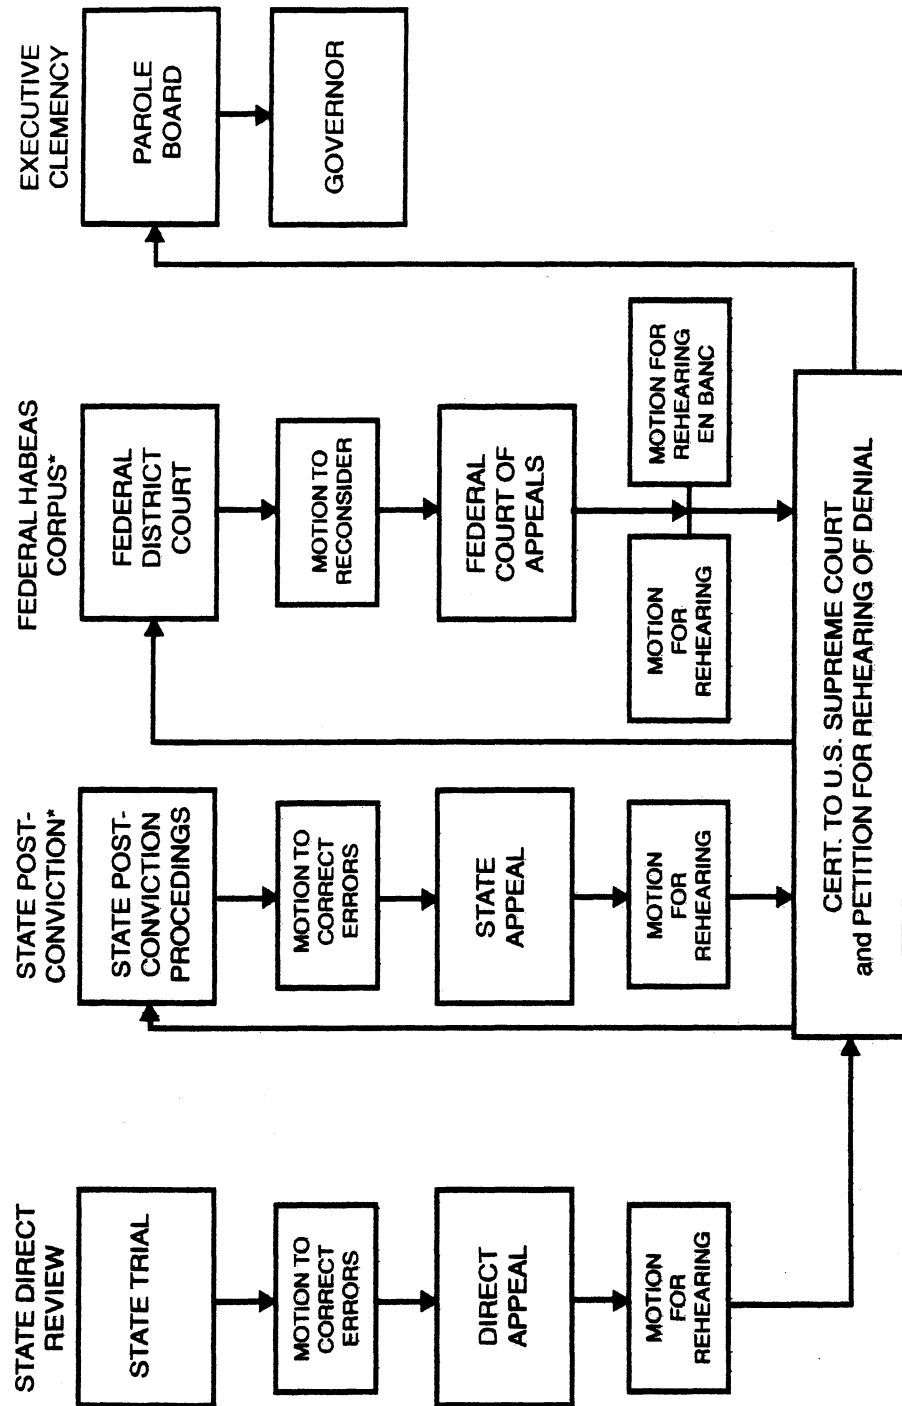 STATE DIRECT
REVIEW
STATE TRIAL
MOTION TO
CORRECT
ERRORS
DIRECT
APPEAL
MOTION
FOR
REHEARING
STATE POST-
CONVICTION*
STATE POST-
CONVICTION
PROCEDINGS
MOTION TO
CORRECT
ERRORS
STATE
APPEAL
MOTION
FOR
REHEARING
FEDERAL HABEAS
CORPUS*
FEDERAL
DISTRICT
COURT
MOTION TO
RECONSIDER
FEDERAL
COURT OF
APPEALS
MOTION
FOR
REHEARING
MOTION FOR
REHEARING
EN BANC
EXECUTIVE
CLEMENCY
PAROLE
BOARD
GOVERNOR
CERT. TO U.S. SUPREME COURT
and PETITION FOR REHEARING OF DENIAL